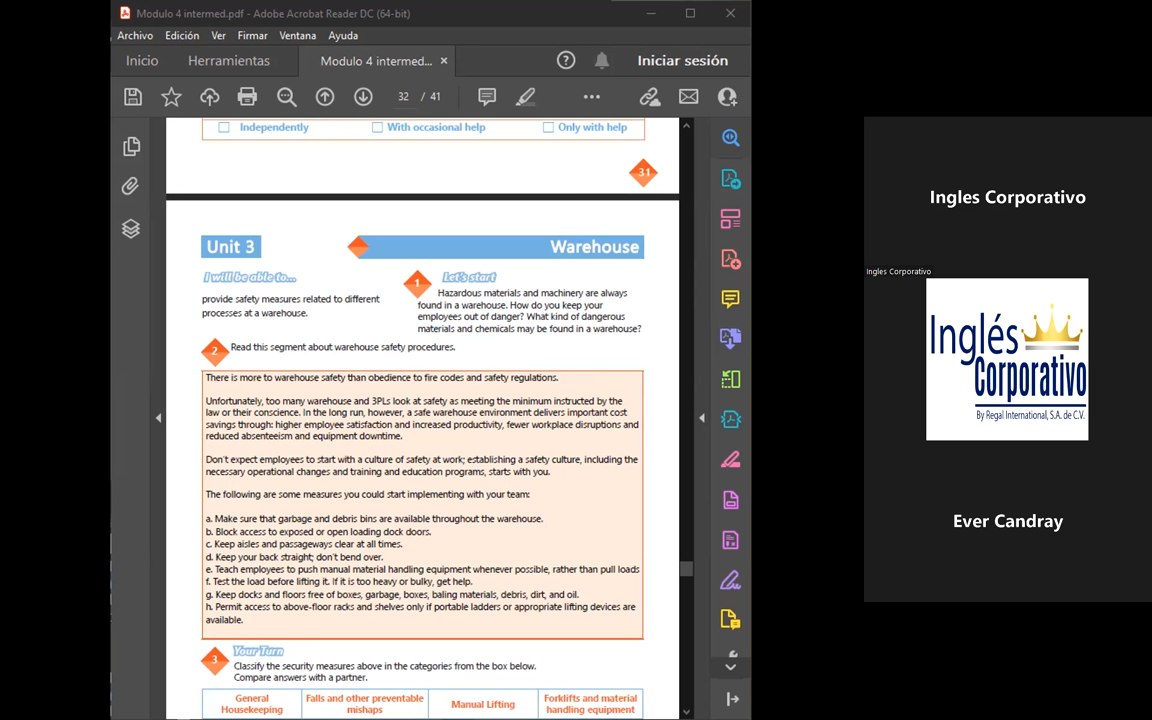 Modulo 4 intermed.pdf - Adobe Acrobat Reader DC (64-bit)
Archivo Edición Ver Firmar Ventana Ayuda
Inicio Herramientas Modulo 4 intermed... × Iniciar sesión
32 / 41
Independently With occasional help Only with help
31
Unit 3 Warehouse
I will be able to...
provide safety measures related to different
processes at a warehouse.
1 Let's start
Hazardous materials and machinery are always
found in a warehouse. How do you keep your
employees out of danger? What kind of dangerous
materials and chemicals may be found in a warehouse?
2 Read this segment about warehouse safety procedures.
There is more to warehouse safety than obedience to fire codes and safety regulations.
Unfortunately, too many warehouse and 3PLs look at safety as meeting the minimum instructed by the
law or their conscience. In the long run, however, a safe warehouse environment delivers important cost
savings through: higher employee satisfaction and increased productivity, fewer workplace disruptions and
reduced absenteeism and equipment downtime.
Don't expect employees to start with a culture of safety at work; establishing a safety culture, including the
necessary operational changes and training and education programs, starts with you.
The following are some measures you could start implementing with your team:
a. Make sure that garbage and debris bins are available throughout the warehouse.
b. Block access to exposed or open loading dock doors.
c. Keep aisles and passageways clear at all times.
d. Keep your back straight; don't bend over.
e. Teach employees to push manual material handling equipment whenever possible, rather than pull loads
f. Test the load before lifting it. If it is too heavy or bulky, get help.
g. Keep docks and floors free of boxes, garbage, boxes, baling materials, debris, dirt, and oil.
h. Permit access to above-floor racks and shelves only if portable ladders or appropriate lifting devices are
available.
3 Your Turn
Classify the security measures above in the categories from the box below.
Compare answers with a partner.
General
Housekeeping
Falls and other preventable
mishaps
Manual Lifting
Forklifts and material
handling equipment
Ingles Corporativo
Ingles Corporativo
Inglés
Corporativo
By Regal International, S.A. de C.V.
Ever Candray